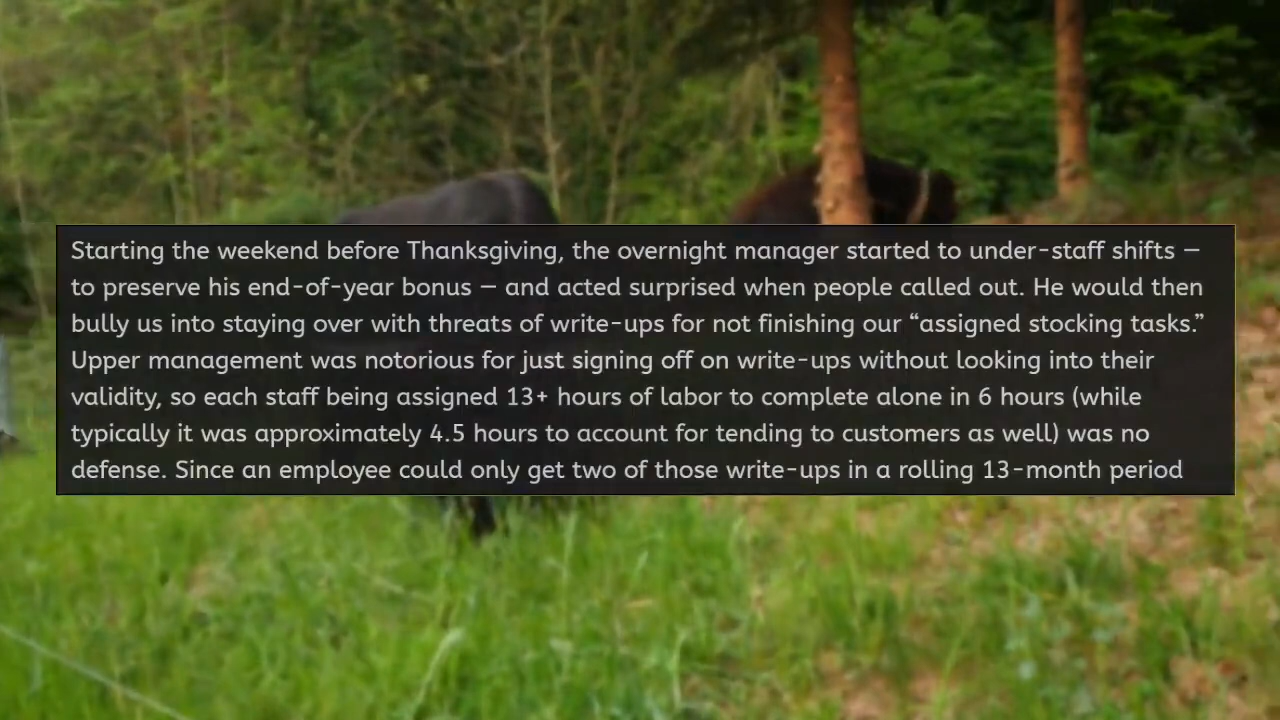 Starting the weekend before Thanksgiving, the overnight manager started to under-staff shifts —
to preserve his end-of-year bonus — and acted surprised when people called out. He would then
bully us into staying over with threats of write-ups for not finishing our “assigned stocking tasks.”
Upper management was notorious for just signing off on write-ups without looking into their
validity, so each staff being assigned 13+ hours of labor to complete alone in 6 hours (while
typically it was approximately 4.5 hours to account for tending to customers as well) was no
defense. Since an employee could only get two of those write-ups in a rolling 13-month period